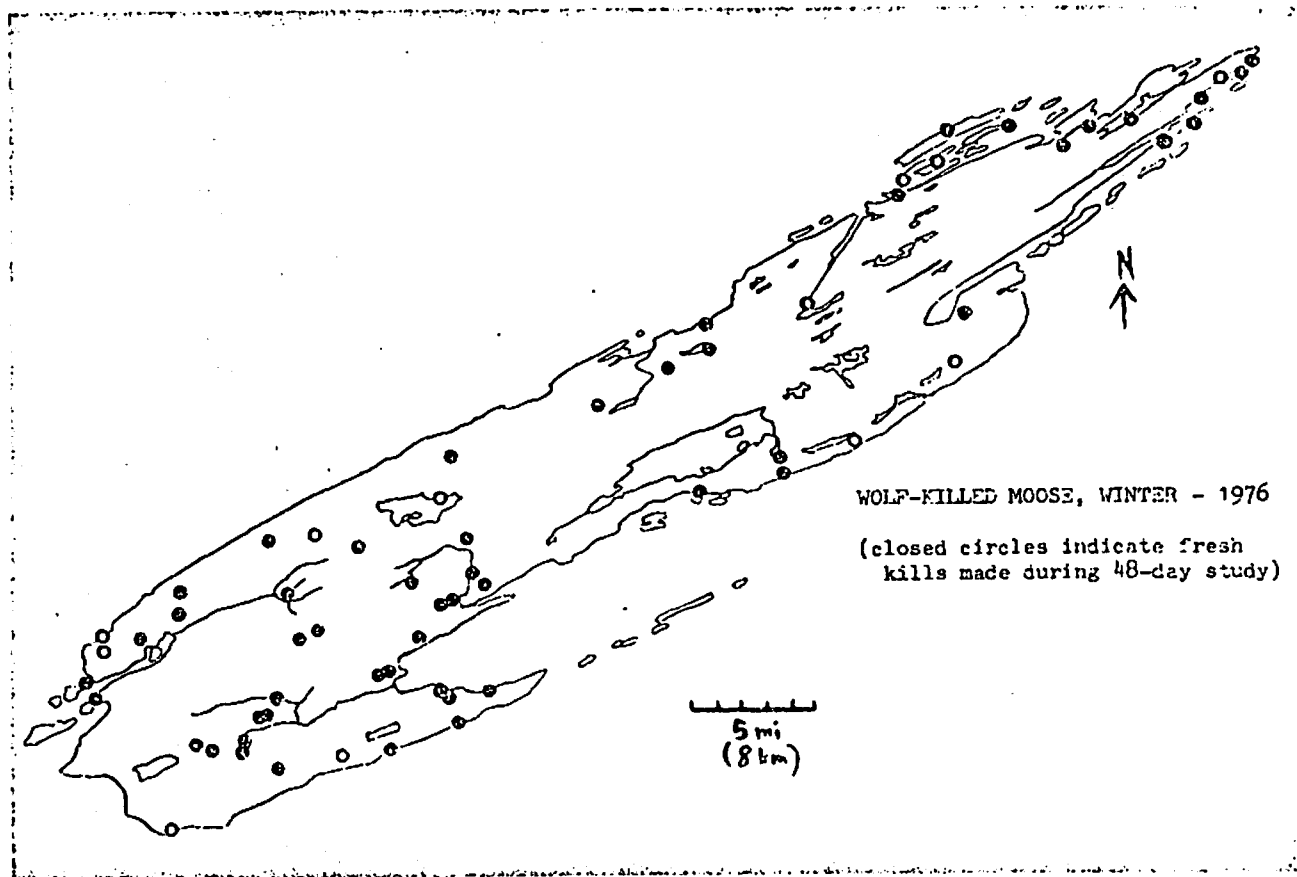 N
WOLF-KILLED MOOSE, WINTER - 1976
(closed circles indicate fresh
kills made during 48-day study)
5 mi
(8 km)